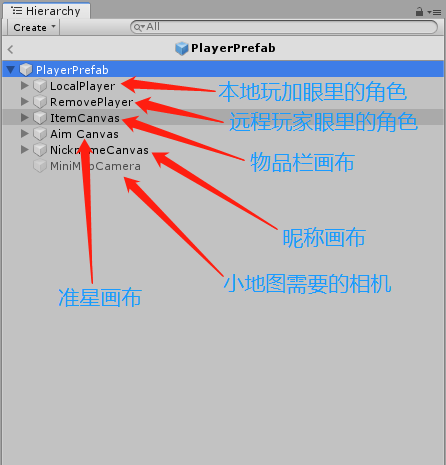 Hierarchy
Create
All
PlayerPrefab
PlayerPrefab
LocalPlayer
本地玩加眼里的角色
RemovePlayer
远程玩家眼里的角色
ItemCanvas
物品栏画布
Aim Canvas
NicknameCanvas
MiniMapCamera
昵称画布
小地图需要的相机
准星画布